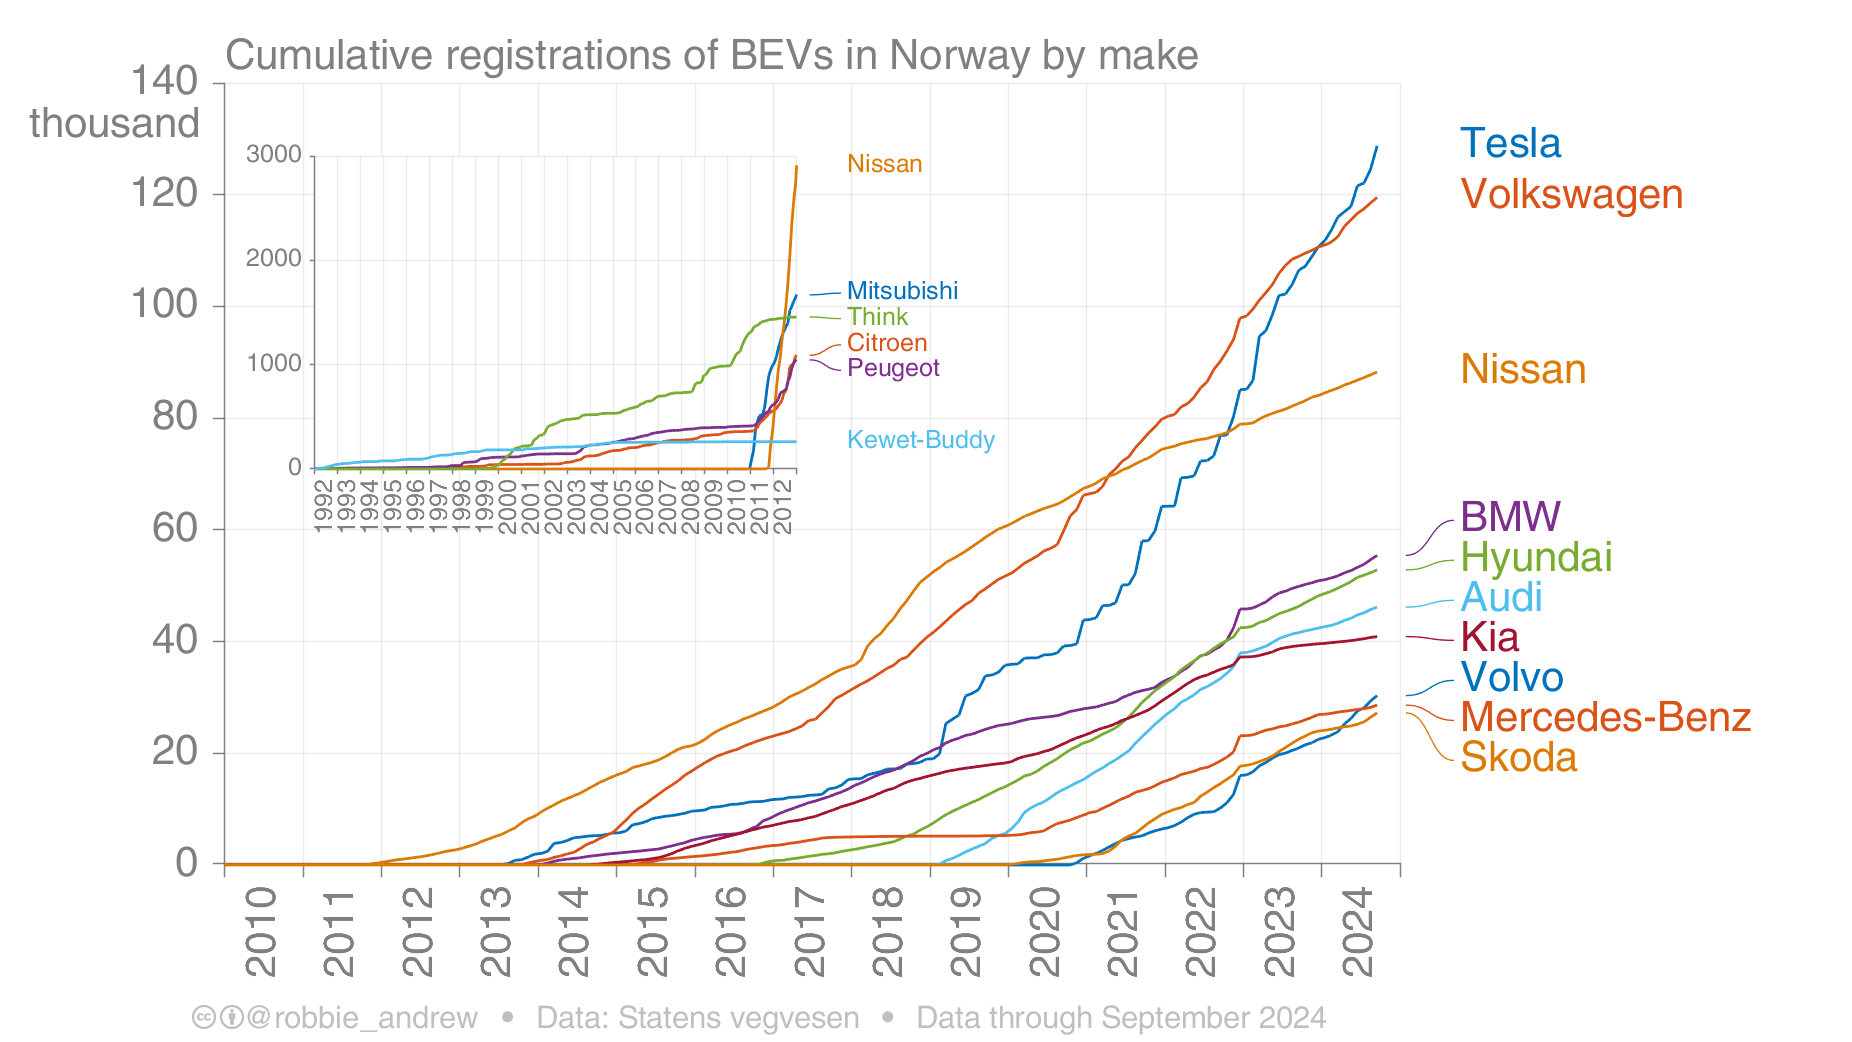 Cumulative registrations of BEVs in Norway by make
140
thousand
120
100
80
60
40
20
0
3000
2000
1000
0
Nissan
Mitsubishi
Think
Citroen
Peugeot
Kewet-Buddy
1992 1993 1994 1995 1996 1997 1998 1999 2000 2001 2002 2003 2004 2005 2006 2007 2008 2009 2010 2011 2012
Tesla
Volkswagen
Nissan
BMW
Hyundai
Audi
Kia
Volvo
Mercedes-Benz
Skoda
2010 2011 2012 2013 2014 2015 2016 2017 2018 2019 2020 2021 2022 2023 2024
cc @robbie_andrew • Data: Statens vegvesen • Data through September 2024